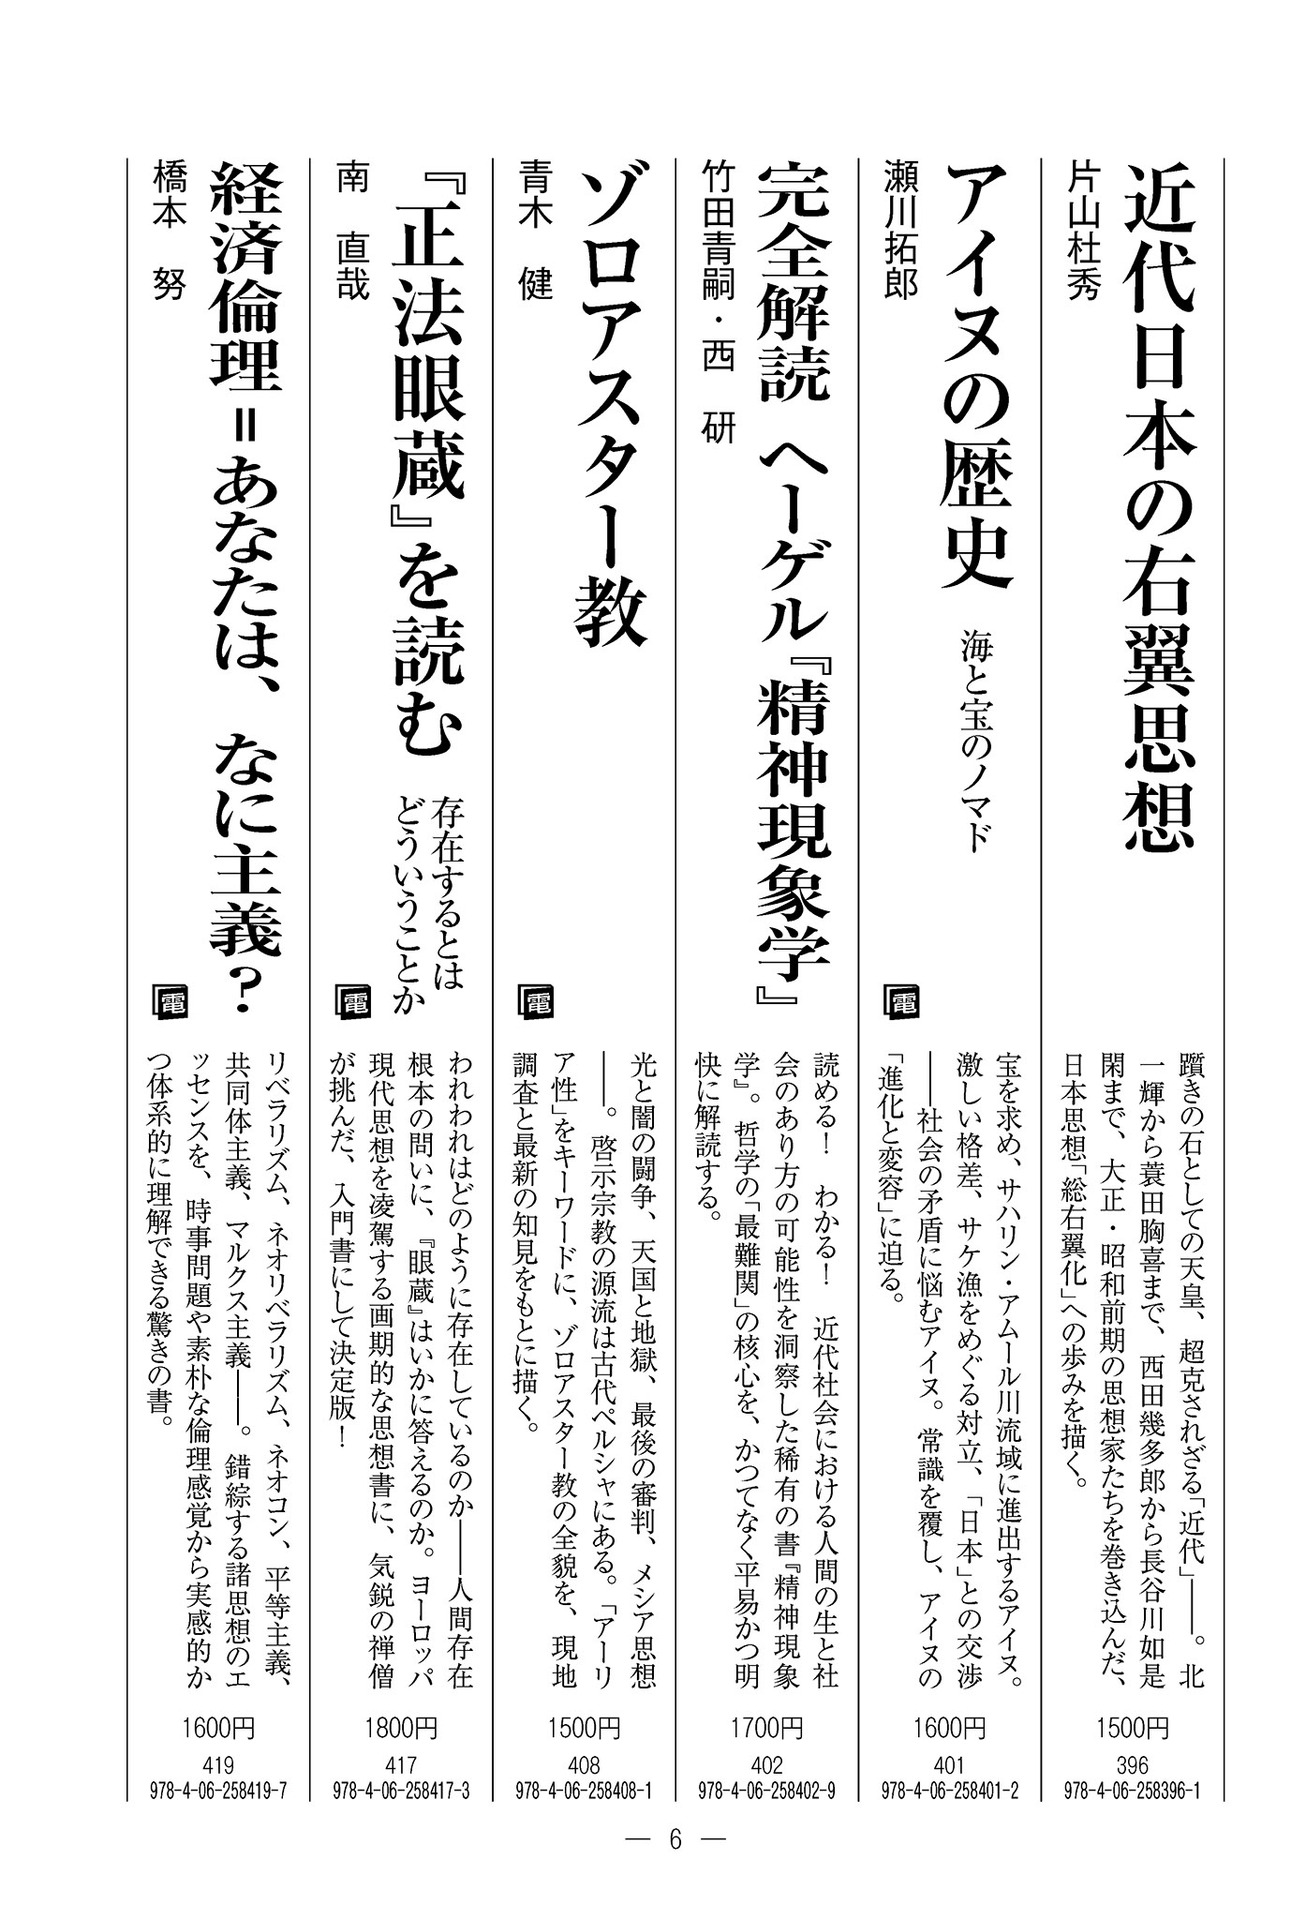 近代日本の右翼思想
片山杜秀
躓きの石としての天皇、超克されざる「近代」――。北
一輝から蓑田胸喜まで、西田幾多郎から長谷川如是
閑まで、大正・昭和前期の思想家たちを巻き込んだ、
日本思想「総右翼化」への歩みを描く。
1500円
396
978-4-06-258396-1
アイヌの歴史
海と宝のノマド
瀬川拓郎
電
宝を求め、サハリン・アムール川流域に進出するアイヌ。
激しい格差、サケ漁をめぐる対立、「日本」との交渉
――社会の矛盾に悩むアイヌ。常識を覆し、アイヌの
「進化と変容」に迫る。
1600円
401
978-4-06-258401-2
完全解読 ヘーゲル『精神現象学』
竹田青嗣・西 研
読める! わかる! 近代社会における人間の生と社
会のあり方の可能性を洞察した稀有の書『精神現象
学』。哲学の「最難関」の核心を、かつてなく平易かつ明
快に解読する。
1700円
402
978-4-06-258402-9
ゾロアスター教
青木 健
電
光と闇の闘争、天国と地獄、最後の審判、メシア思想
――。啓示宗教の源流は古代ペルシャにある。「アーリ
ア性」をキーワードに、ゾロアスター教の全貌を、現地
調査と最新の知見をもとに描く。
1500円
408
978-4-06-258408-1
『正法眼蔵』を読む
存在するとは
どういうことか
南 直哉
電
われわれはどのように存在しているのか――人間存在
根本の問いに、『眼蔵』はいかに答えるのか。ヨーロッパ
現代思想を凌駕する画期的な思想書に、気鋭の禅僧
が挑んだ、入門書にして決定版!
1800円
417
978-4-06-258417-3
経済倫理=あなたは、なに主義?
橋本 努
電
リベラリズム、ネオリベラリズム、ネオコン、平等主義、
共同体主義、マルクス主義――。錯綜する諸思想のエ
ッセンスを、時事問題や素朴な倫理感覚から実感的か
つ体系的に理解できる驚きの書。
1600円
419
978-4-06-258419-7
― 6 ―